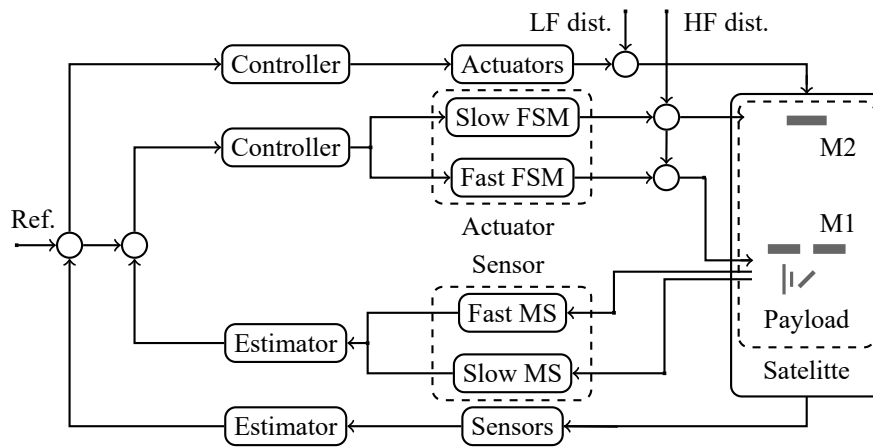 LF dist.
HF dist.
Controller
Actuators
Controller
Slow FSM
M2
Fast FSM
Ref.
Actuator
M1
Sensor
Fast MS
Payload
Estimator
Slow MS
Satelitte
Estimator
Sensors